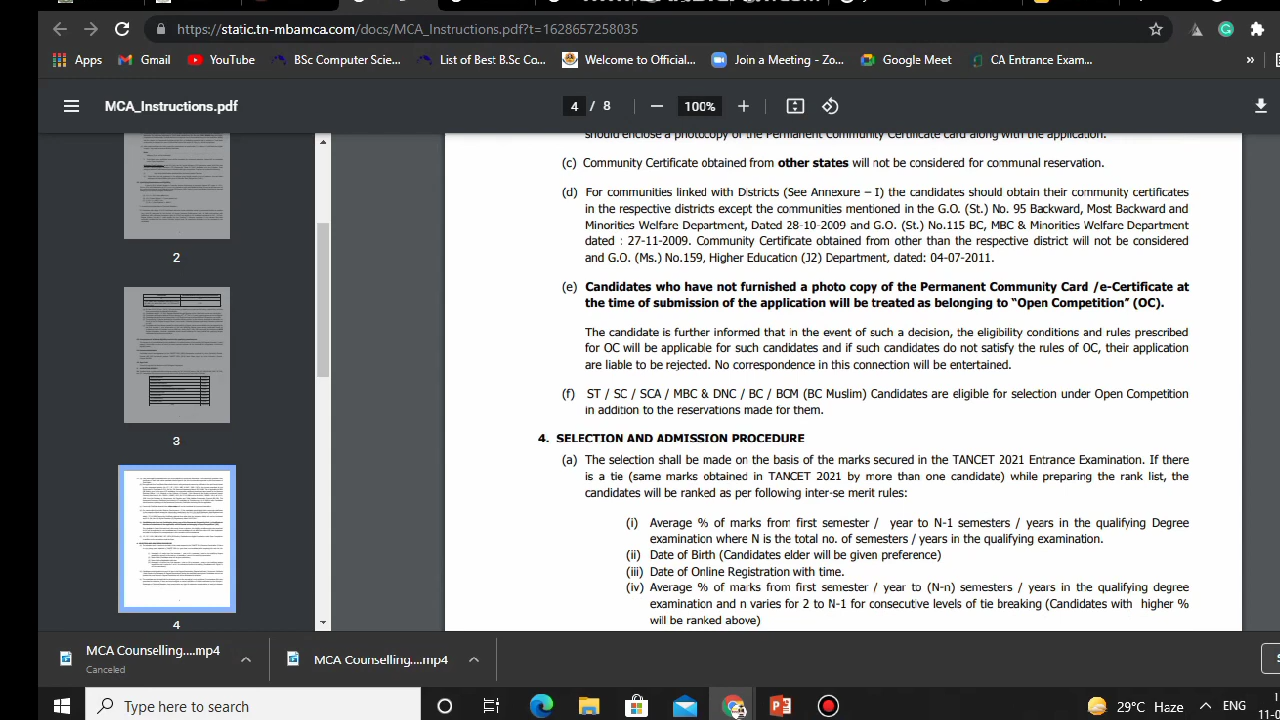 https://static.tn-mbamca.com/docs/MCA_Instructions.pdf?t=1628657258035
Apps Gmail YouTube BSc Computer Scie... List of Best B.Sc Co... Welcome to Official... Join a Meeting - Zo... Google Meet CA Entrance Exam... »
MCA_Instructions.pdf 4 / 8 100%
2
3
4
should enclose a photocopy of the Permanent Community Certificate card along with the application.
(c) Community Certificate obtained from other states will not be considered for communal reservation.
(d) For communities linked with Districts (See Annexure – I) the candidates should obtain their community certificates
in the respective districts except the communities mentioned in the G.O. (St.) No. 95 Backward, Most Backward and
Minorities Welfare Department, Dated 28-10-2009 and G.O. (St.) No.115 BC, MBC & Minorities Welfare Department
dated : 27-11-2009. Community Certificate obtained from other than the respective district will not be considered
and G.O. (Ms.) No.159, Higher Education (J2) Department, dated: 04-07-2011.
(e) Candidates who have not furnished a photo copy of the Permanent Community Card /e-Certificate at
the time of submission of the application will be treated as belonging to “Open Competition” (OC).
The candidate is further informed that in the event of such a decision, the eligibility conditions and rules prescribed
for OC will be applicable for such candidates and if such candidates do not satisfy the rules of OC, their application
are liable to be rejected. No correspondence in this connection will be entertained.
(f) ST / SC / SCA / MBC & DNC / BC / BCM (BC Muslim) Candidates are eligible for selection under Open Competition
in addition to the reservations made for them.
4. SELECTION AND ADMISSION PROCEDURE
(a) The selection shall be made on the basis of the marks secured in the TANCET 2021 Entrance Examination. If there
is a tie (same marks obtained in TANCET 2021 by more than one candidate) while preparing the rank list, the
candidates will be ranked as per following inter-se merit rules:
(i) Average % of marks from first semester / year to N-1 semesters / years in the qualifying Degree
examination where N is the total no. of semesters / years in the qualifying examination.
(ii) Date of Birth (Candidates elder will be given preference)
(iii) Date of Online Registration with time.
(iv) Average % of marks from first semester / year to (N-n) semesters / years in the qualifying degree
examination and n varies for 2 to N-1 for consecutive levels of tie breaking (Candidates with higher %
will be ranked above)
MCA Counselling....mp4
Canceled
MCA Counselling....mp4
Type here to search
29°C Haze ENG